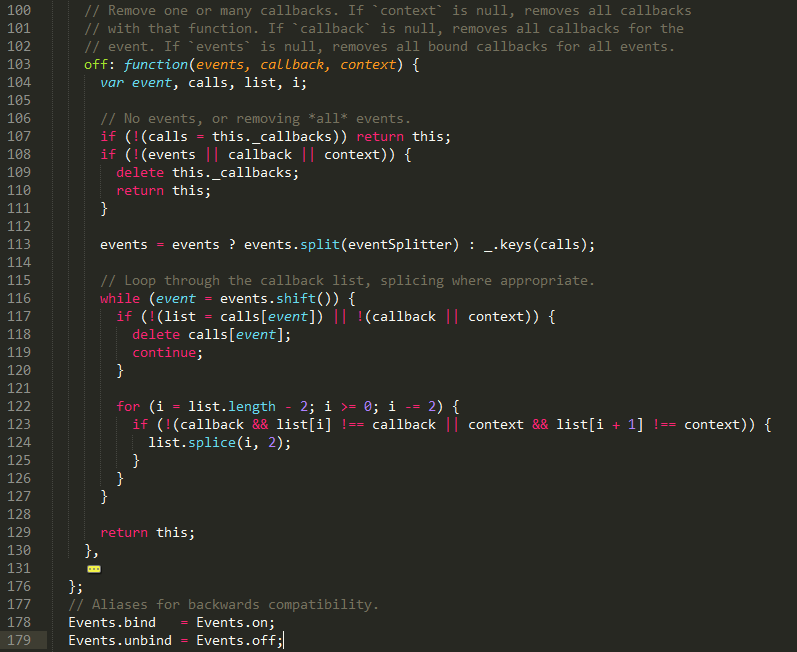 100 // Remove one or many callbacks. If `context` is null, removes all callbacks
101 // with that function. If `callback` is null, removes all callbacks for the
102 // event. If `events` is null, removes all bound callbacks for all events.
103 off: function(events, callback, context) {
104 var event, calls, list, i;
105
106 // No events, or removing *all* events.
107 if (!(calls = this._callbacks)) return this;
108 if (!(events || callback || context)) {
109 delete this._callbacks;
110 return this;
111 }
112
113 events = events ? events.split(eventSplitter) : _.keys(calls);
114
115 // Loop through the callback list, splicing where appropriate.
116 while (event = events.shift()) {
117 if (!(list = calls[event]) || !(callback || context)) {
118 delete calls[event];
119 continue;
120 }
121
122 for (i = list.length - 2; i >= 0; i -= 2) {
123 if (!(callback && list[i] !== callback || context && list[i + 1] !== context)) {
124 list.splice(i, 2);
125 }
126 }
127 }
128
129 return this;
130 },
131
176 };
177 // Aliases for backwards compatibility.
178 Events.bind   = Events.on;
179 Events.unbind = Events.off;